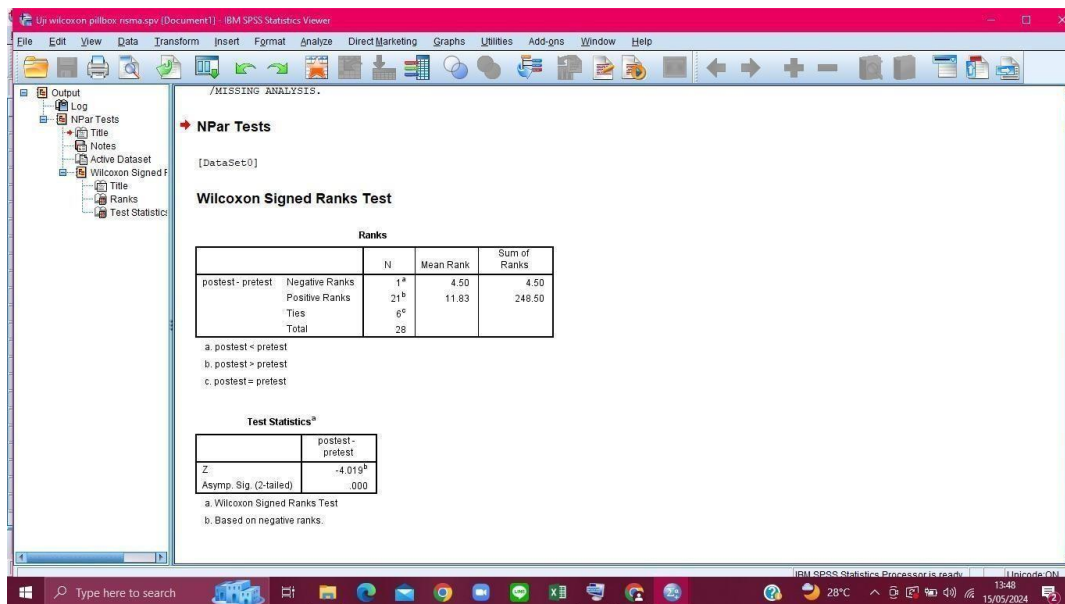 Uji wilcoxon pillbox risma.spv [Document1] - IBM SPSS Statistics Viewer
File Edit View Data Transform Insert Format Analyze Direct Marketing Graphs Utilities Add-ons Window Help
Output
Log
NPar Tests
Title
Notes
Active Dataset
Wilcoxon Signed R
Title
Ranks
Test Statistics
/MISSING ANALYSIS.
NPar Tests
[DataSet0]
Wilcoxon Signed Ranks Test
Ranks
N Mean Rank Sum of Ranks
postest - pretest Negative Ranks 1a 4.50 4.50
Positive Ranks 21b 11.83 248.50
Ties 6c
Total 28
a. postest < pretest
b. postest > pretest
c. postest = pretest
Test Statisticsa
postest - pretest
Z -4.019b
Asymp. Sig. (2-tailed) .000
a. Wilcoxon Signed Ranks Test
b. Based on negative ranks.
IBM SPSS Statistics Processor is ready Unicode:ON
Type here to search
28°C
13:48
15/05/2024